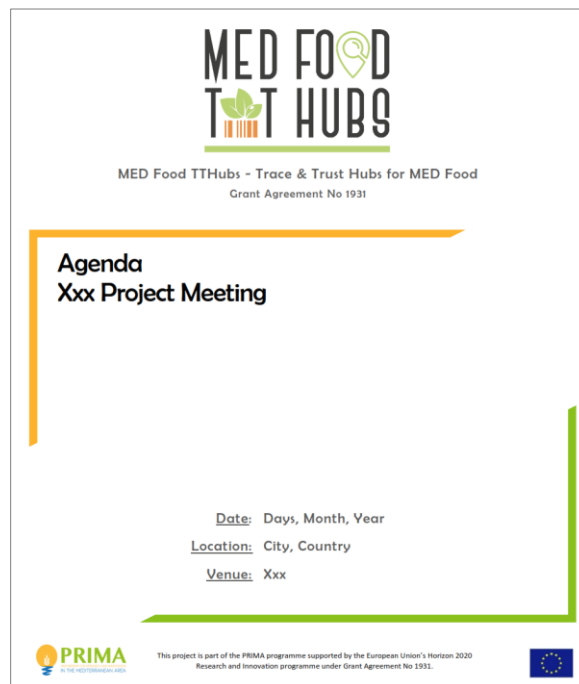 MED FOOD
TT HUBS
MED Food TTHubs - Trace & Trust Hubs for MED Food
Grant Agreement No 1931
Agenda
Xxx Project Meeting
Date: Days, Month, Year
Location: City, Country
Venue: Xxx
PRIMA
IN THE MEDITERRANEAN AREA
This project is part of the PRIMA programme supported by the European Union's Horizon 2020
Research and Innovation programme under Grant Agreement No 1931.